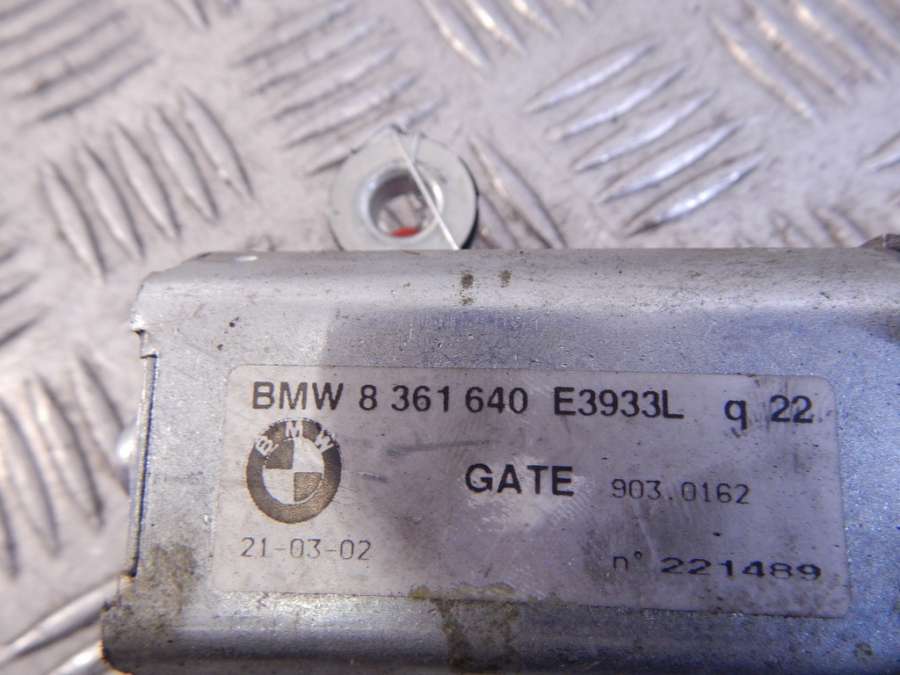 BMW 8 361 640 E3933L q 22
BMW
GATE 903.0162
21-03-02
n° 221489